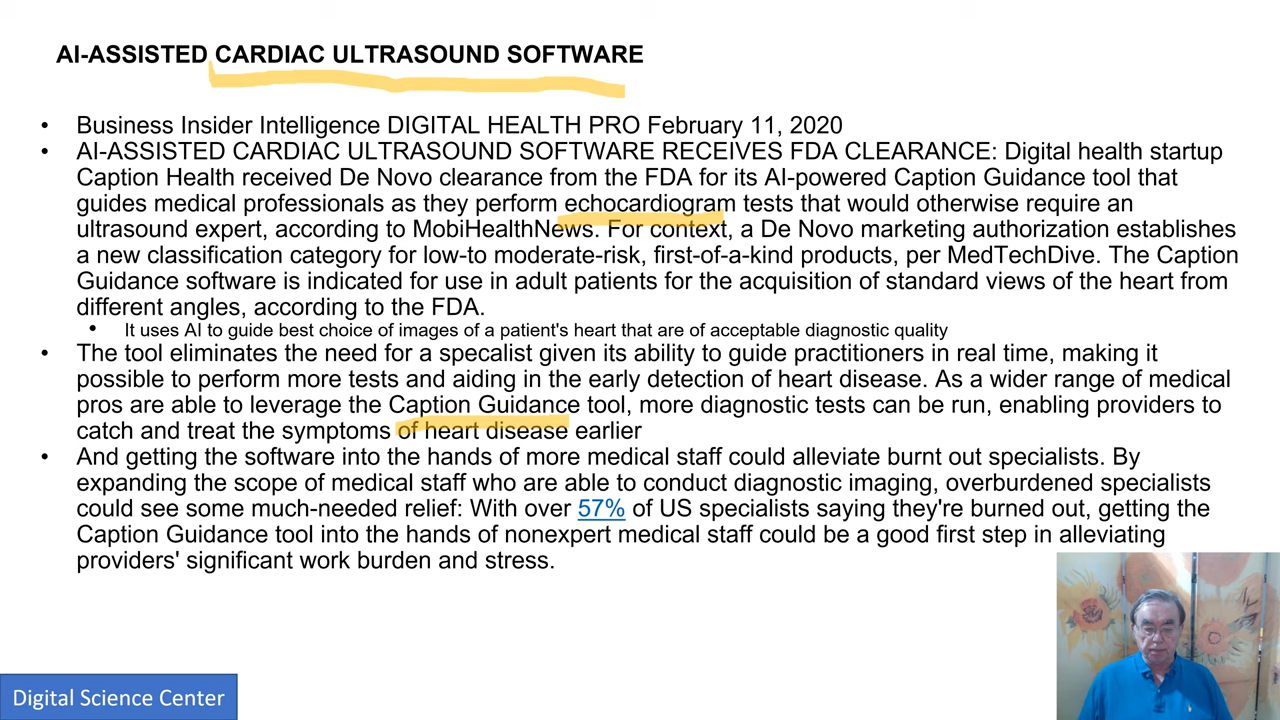 AI-ASSISTED CARDIAC ULTRASOUND SOFTWARE
• Business Insider Intelligence DIGITAL HEALTH PRO February 11, 2020
• AI-ASSISTED CARDIAC ULTRASOUND SOFTWARE RECEIVES FDA CLEARANCE: Digital health startup
Caption Health received De Novo clearance from the FDA for its AI-powered Caption Guidance tool that
guides medical professionals as they perform echocardiogram tests that would otherwise require an
ultrasound expert, according to MobiHealthNews. For context, a De Novo marketing authorization establishes
a new classification category for low-to moderate-risk, first-of-a-kind products, per MedTechDive. The Caption
Guidance software is indicated for use in adult patients for the acquisition of standard views of the heart from
different angles, according to the FDA.
• It uses AI to guide best choice of images of a patient's heart that are of acceptable diagnostic quality
• The tool eliminates the need for a specalist given its ability to guide practitioners in real time, making it
possible to perform more tests and aiding in the early detection of heart disease. As a wider range of medical
pros are able to leverage the Caption Guidance tool, more diagnostic tests can be run, enabling providers to
catch and treat the symptoms of heart disease earlier
• And getting the software into the hands of more medical staff could alleviate burnt out specialists. By
expanding the scope of medical staff who are able to conduct diagnostic imaging, overburdened specialists
could see some much-needed relief: With over 57% of US specialists saying they're burned out, getting the
Caption Guidance tool into the hands of nonexpert medical staff could be a good first step in alleviating
providers' significant work burden and stress.
Digital Science Center